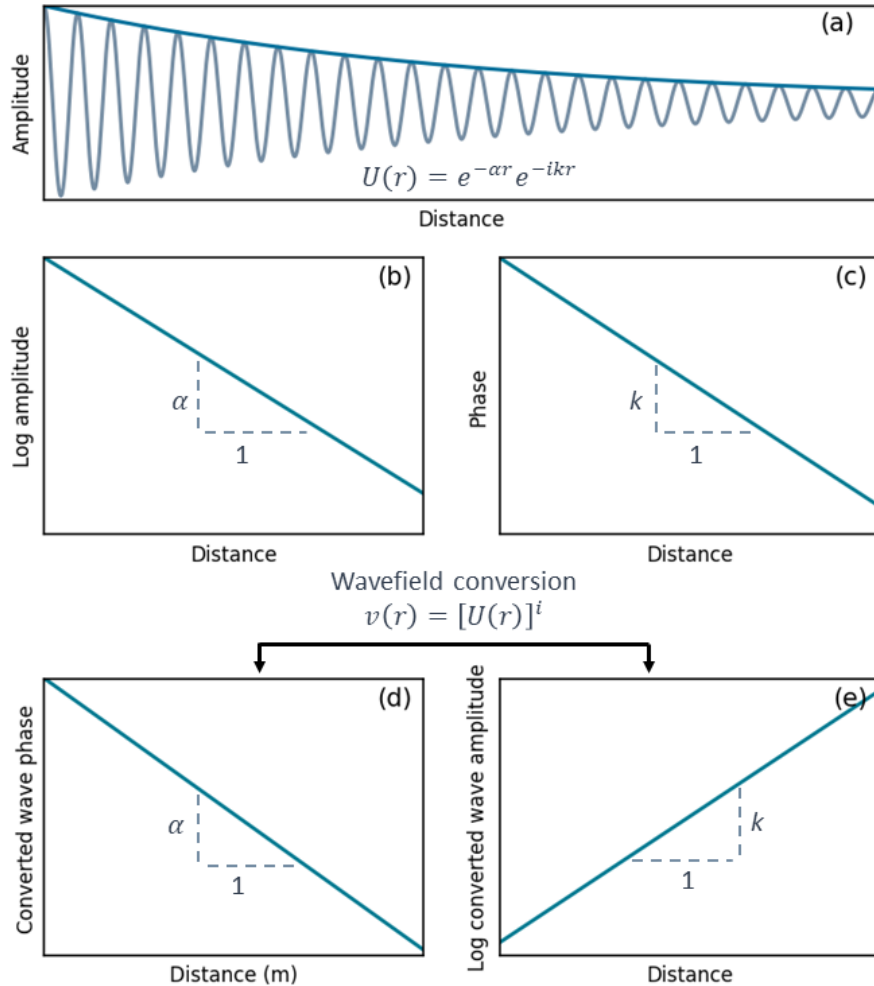 (a)
Amplitude
U(r) = e^{-αr} e^{-ikr}
Distance
(b)
Log amplitude
α
1
Distance
(c)
Phase
k
1
Distance
Wavefield conversion
v(r) = [U(r)]^i
(d)
Converted wave phase
α
1
Distance (m)
(e)
Log converted wave amplitude
k
1
Distance